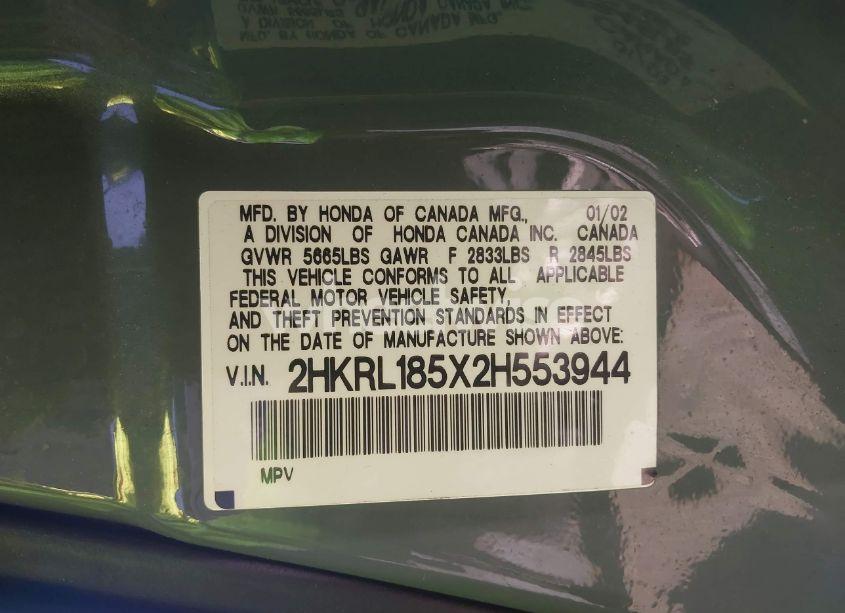 MFD. BY HONDA OF CANADA MFG., 01/02
A DIVISION OF HONDA CANADA INC. CANADA
GVWR 5665LBS GAWR F 2833LBS R 2845LBS
THIS VEHICLE CONFORMS TO ALL APPLICABLE
FEDERAL MOTOR VEHICLE SAFETY,
AND THEFT PREVENTION STANDARDS IN EFFECT
ON THE DATE OF MANUFACTURE SHOWN ABOVE:
V.I.N. 2HKRL185X2H553944
MPV